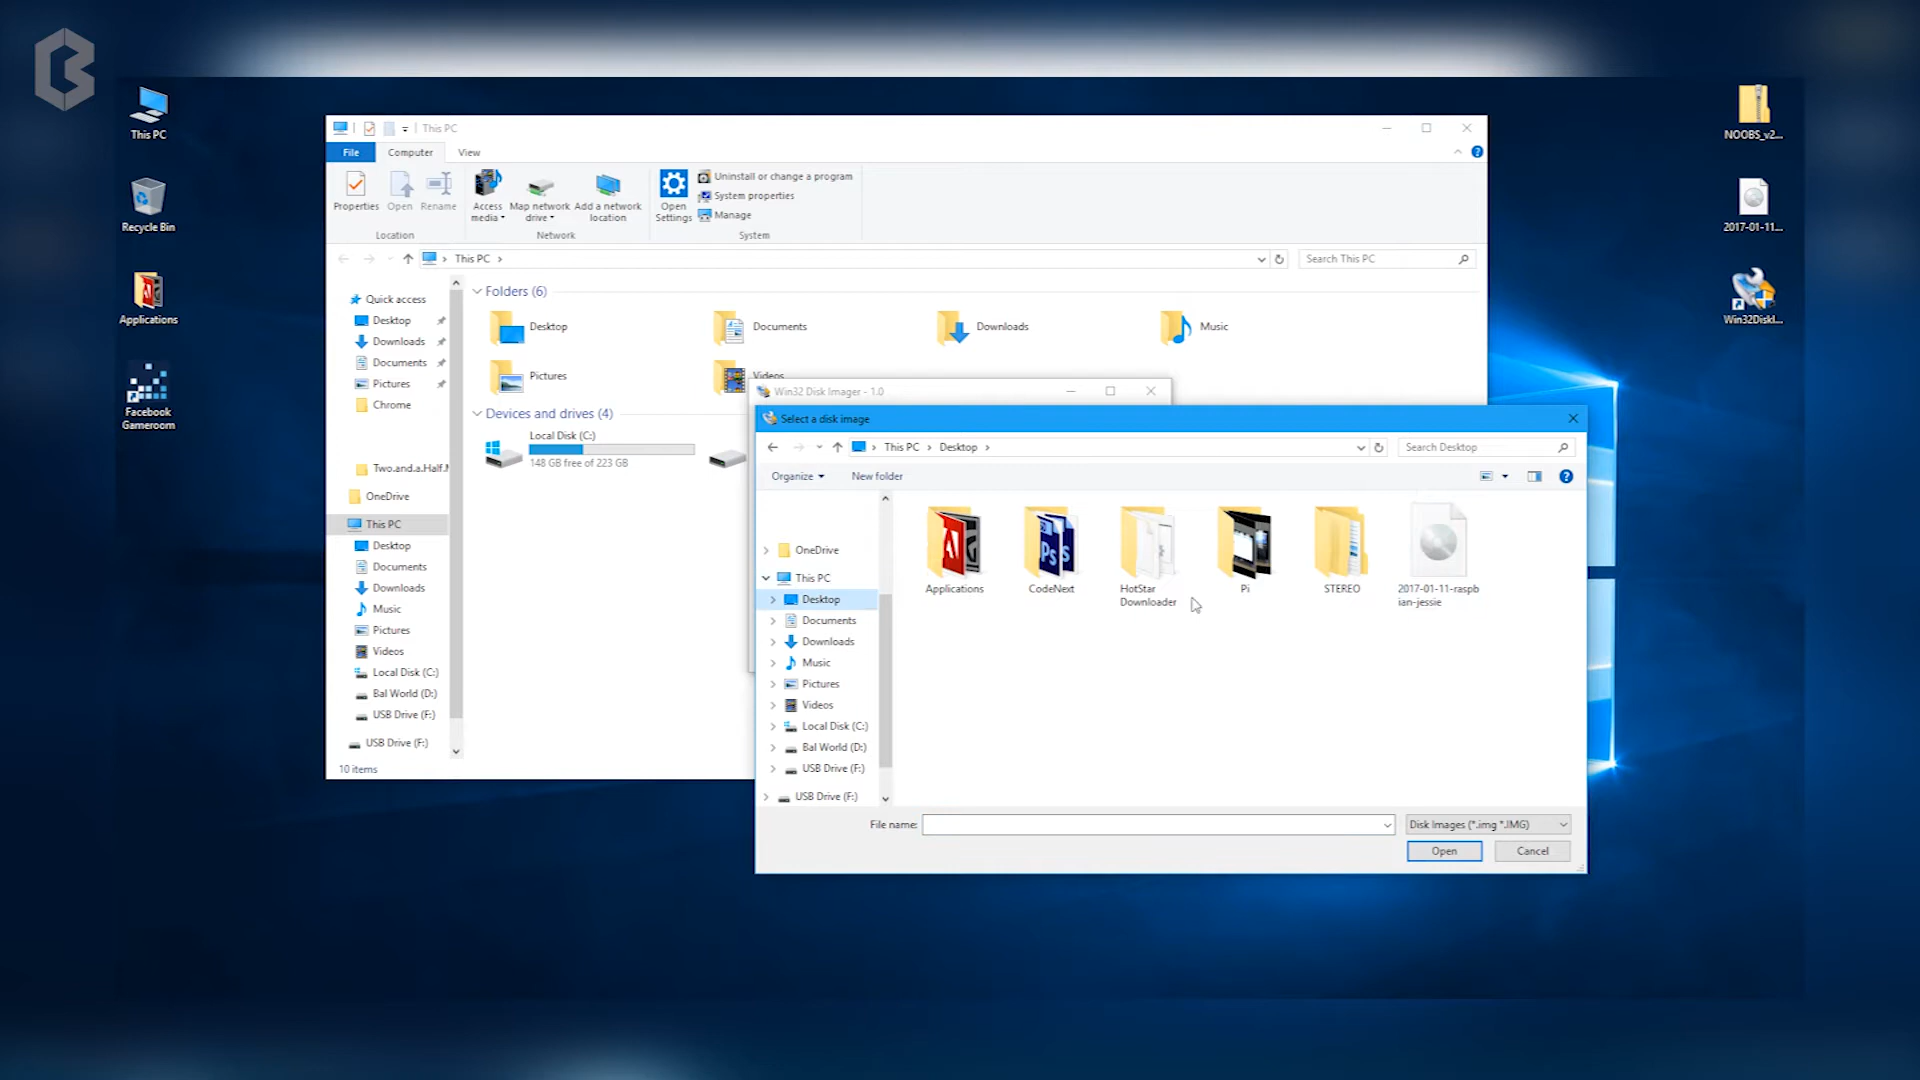 This PC
Recycle Bin
Applications
Facebook
Gameroom
NOOBS_v2...
2017-01-11...
Win32DiskI...
This PC
File
Computer
View
Properties
Open
Rename
Access
media
Map network
drive
Add a network
location
Open
Settings
Uninstall or change a program
System properties
Manage
Location
Network
System
This PC
Search This PC
Quick access
Desktop
Downloads
Documents
Pictures
Chrome
Two.and.a.Half.M
OneDrive
This PC
Desktop
Documents
Downloads
Music
Pictures
Videos
Local Disk (C:)
Bal World (D:)
USB Drive (F:)
USB Drive (F:)
10 items
Folders (6)
Desktop
Documents
Downloads
Music
Pictures
Videos
Devices and drives (4)
Local Disk (C:)
148 GB free of 223 GB
Win32 Disk Imager - 1.0
Select a disk image
This PC
Desktop
Search Desktop
Organize
New folder
OneDrive
This PC
Desktop
Documents
Downloads
Music
Pictures
Videos
Local Disk (C:)
Bal World (D:)
USB Drive (F:)
USB Drive (F:)
Applications
CodeNext
HotStar
Downloader
Pi
STEREO
2017-01-11-raspb
ian-jessie
File name:
Disk Images (*.img *.IMG)
Open
Cancel